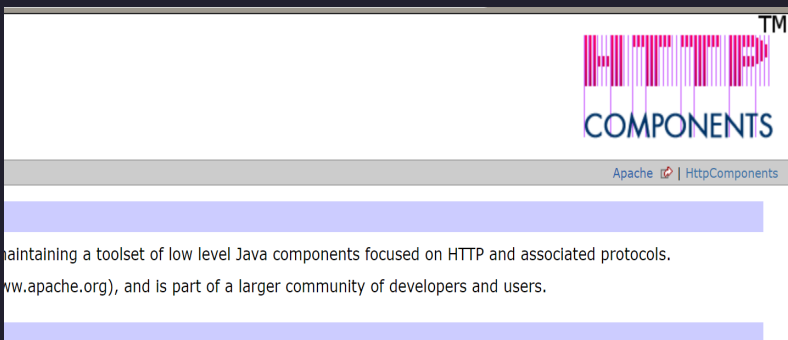 TM
HTTP
COMPONENTS
Apache | HttpComponents
maintaining a toolset of low level Java components focused on HTTP and associated protocols.
ww.apache.org), and is part of a larger community of developers and users.